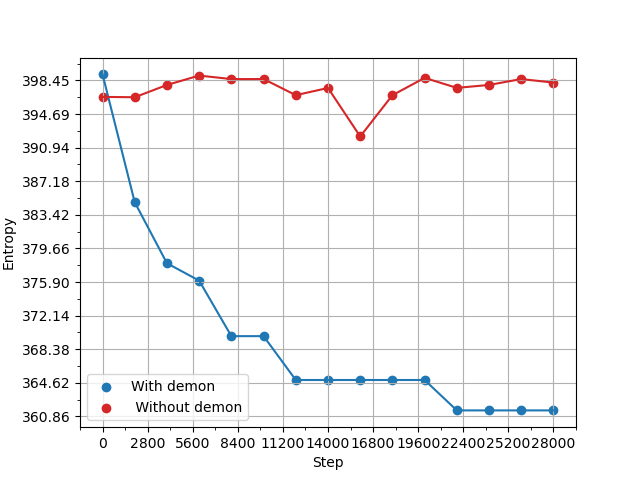 398.45
394.69
390.94
387.18
383.42
379.66
375.90
372.14
368.38
364.62
360.86
Entropy
With demon
Without demon
0 2800 5600 8400 11200 14000 16800 19600 22400 25200 28000
Step